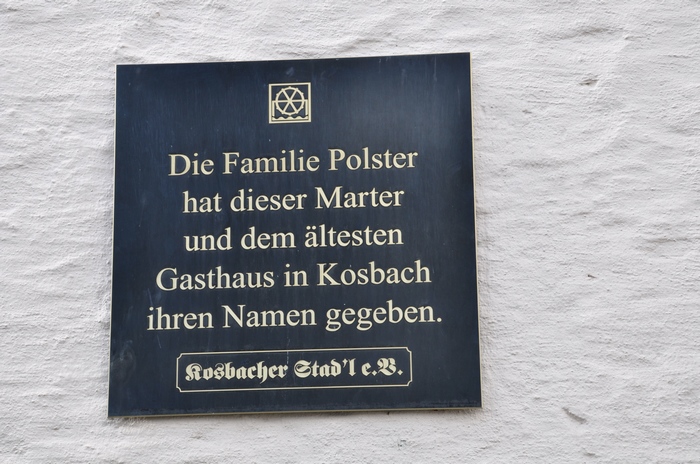 Die Familie Polster
hat dieser Marter
und dem ältesten
Gasthaus in Kosbach
ihren Namen gegeben.
Kosbacher Stad'l e.V.